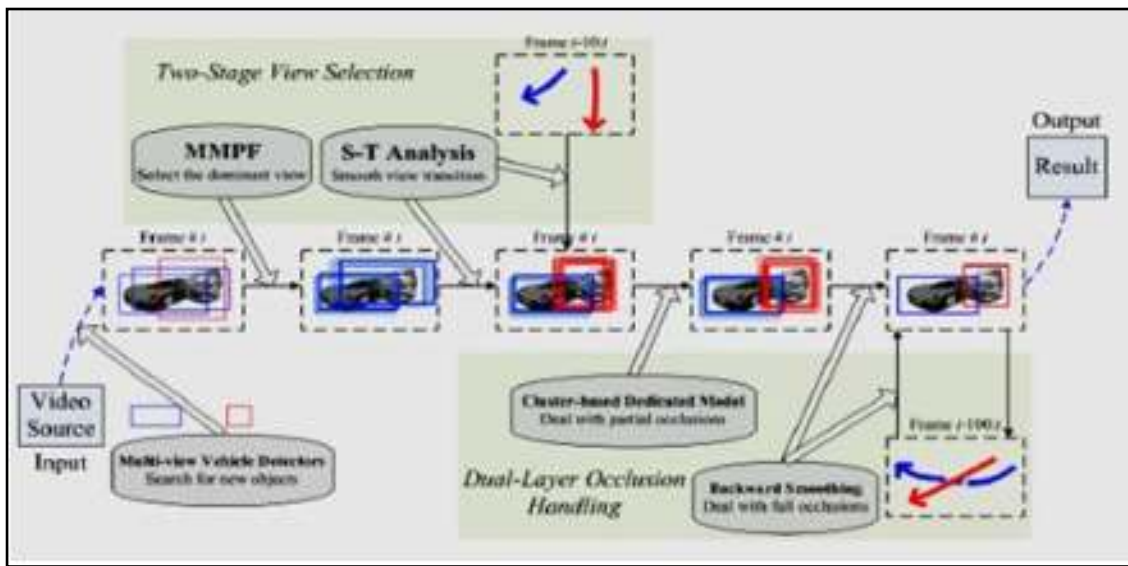 Frame t-10:t
Two-Stage View Selection
MMPF
Select the dominant view
S-T Analysis
Smooth view transition
Output
Result
Frame # t
Frame # t
Frame # t
Frame # t
Frame # t
Video
Source
Input
Multi-view Vehicle Detectors
Search for new objects
Cluster-based Dedicated Model
Deal with partial occlusions
Frame t-100:t
Dual-Layer Occlusion
Handling
Backward Smoothing
Deal with full occlusions